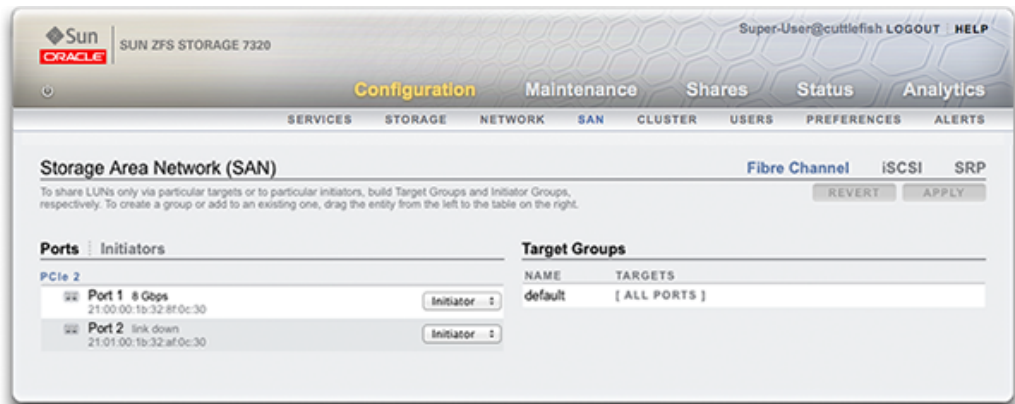 Sun
ORACLE
SUN ZFS STORAGE 7320
Super-User@cuttlefish LOGOUT HELP
Configuration Maintenance Shares Status Analytics
SERVICES STORAGE NETWORK SAN CLUSTER USERS PREFERENCES ALERTS
Storage Area Network (SAN)
Fibre Channel iSCSI SRP
To share LUNs only via particular targets or to particular initiators, build Target Groups and Initiator Groups,
respectively. To create a group or add to an existing one, drag the entity from the left to the table on the right.
REVERT APPLY
Ports Initiators
PCIe 2
Port 1 8 Gbps
21:00:00:1b:32:8f:0c:30
Initiator
Port 2 link down
21:01:00:1b:32:af:0c:30
Initiator
Target Groups
NAME TARGETS
default [ ALL PORTS ]